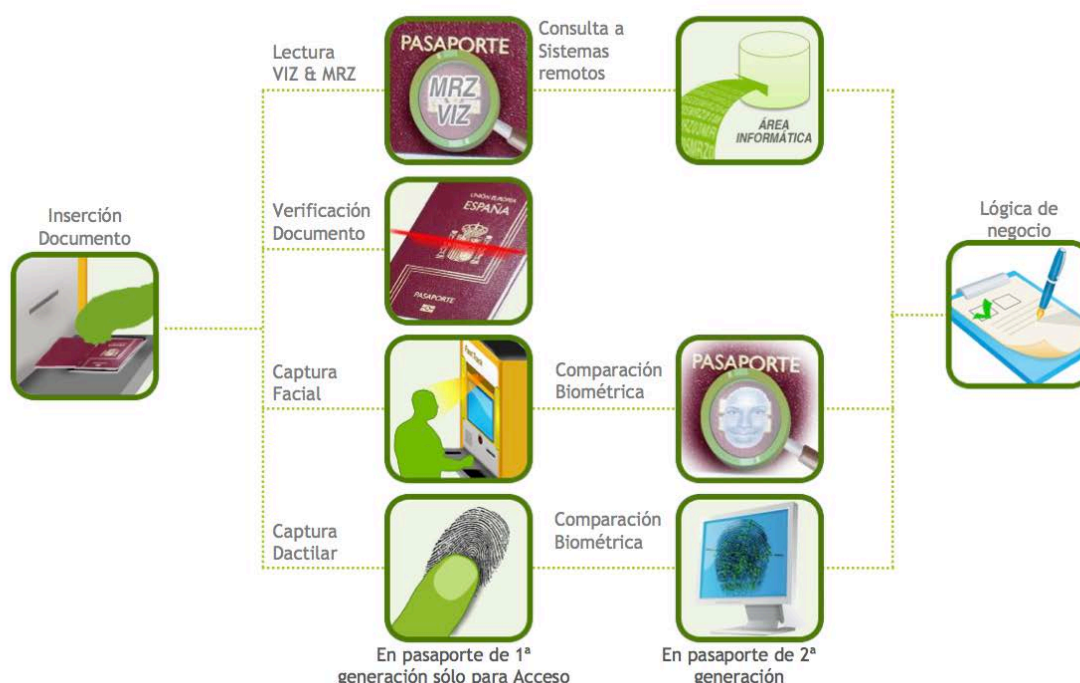 Lectura
VIZ & MRZ
PASAPORTE
MRZ
VIZ
Consulta a
Sistemas
remotos
ÁREA
INFORMÁTICA
Inserción
Documento
Verificación
Documento
UNIÓN EUROPEA
ESPAÑA
PASAPORTE
Lógica de
negocio
Captura
Facial
Comparación
Biométrica
PASAPORTE
Captura
Dactilar
Comparación
Biométrica
En pasaporte de 1ª
generación sólo para Acceso
En pasaporte de 2ª
generación